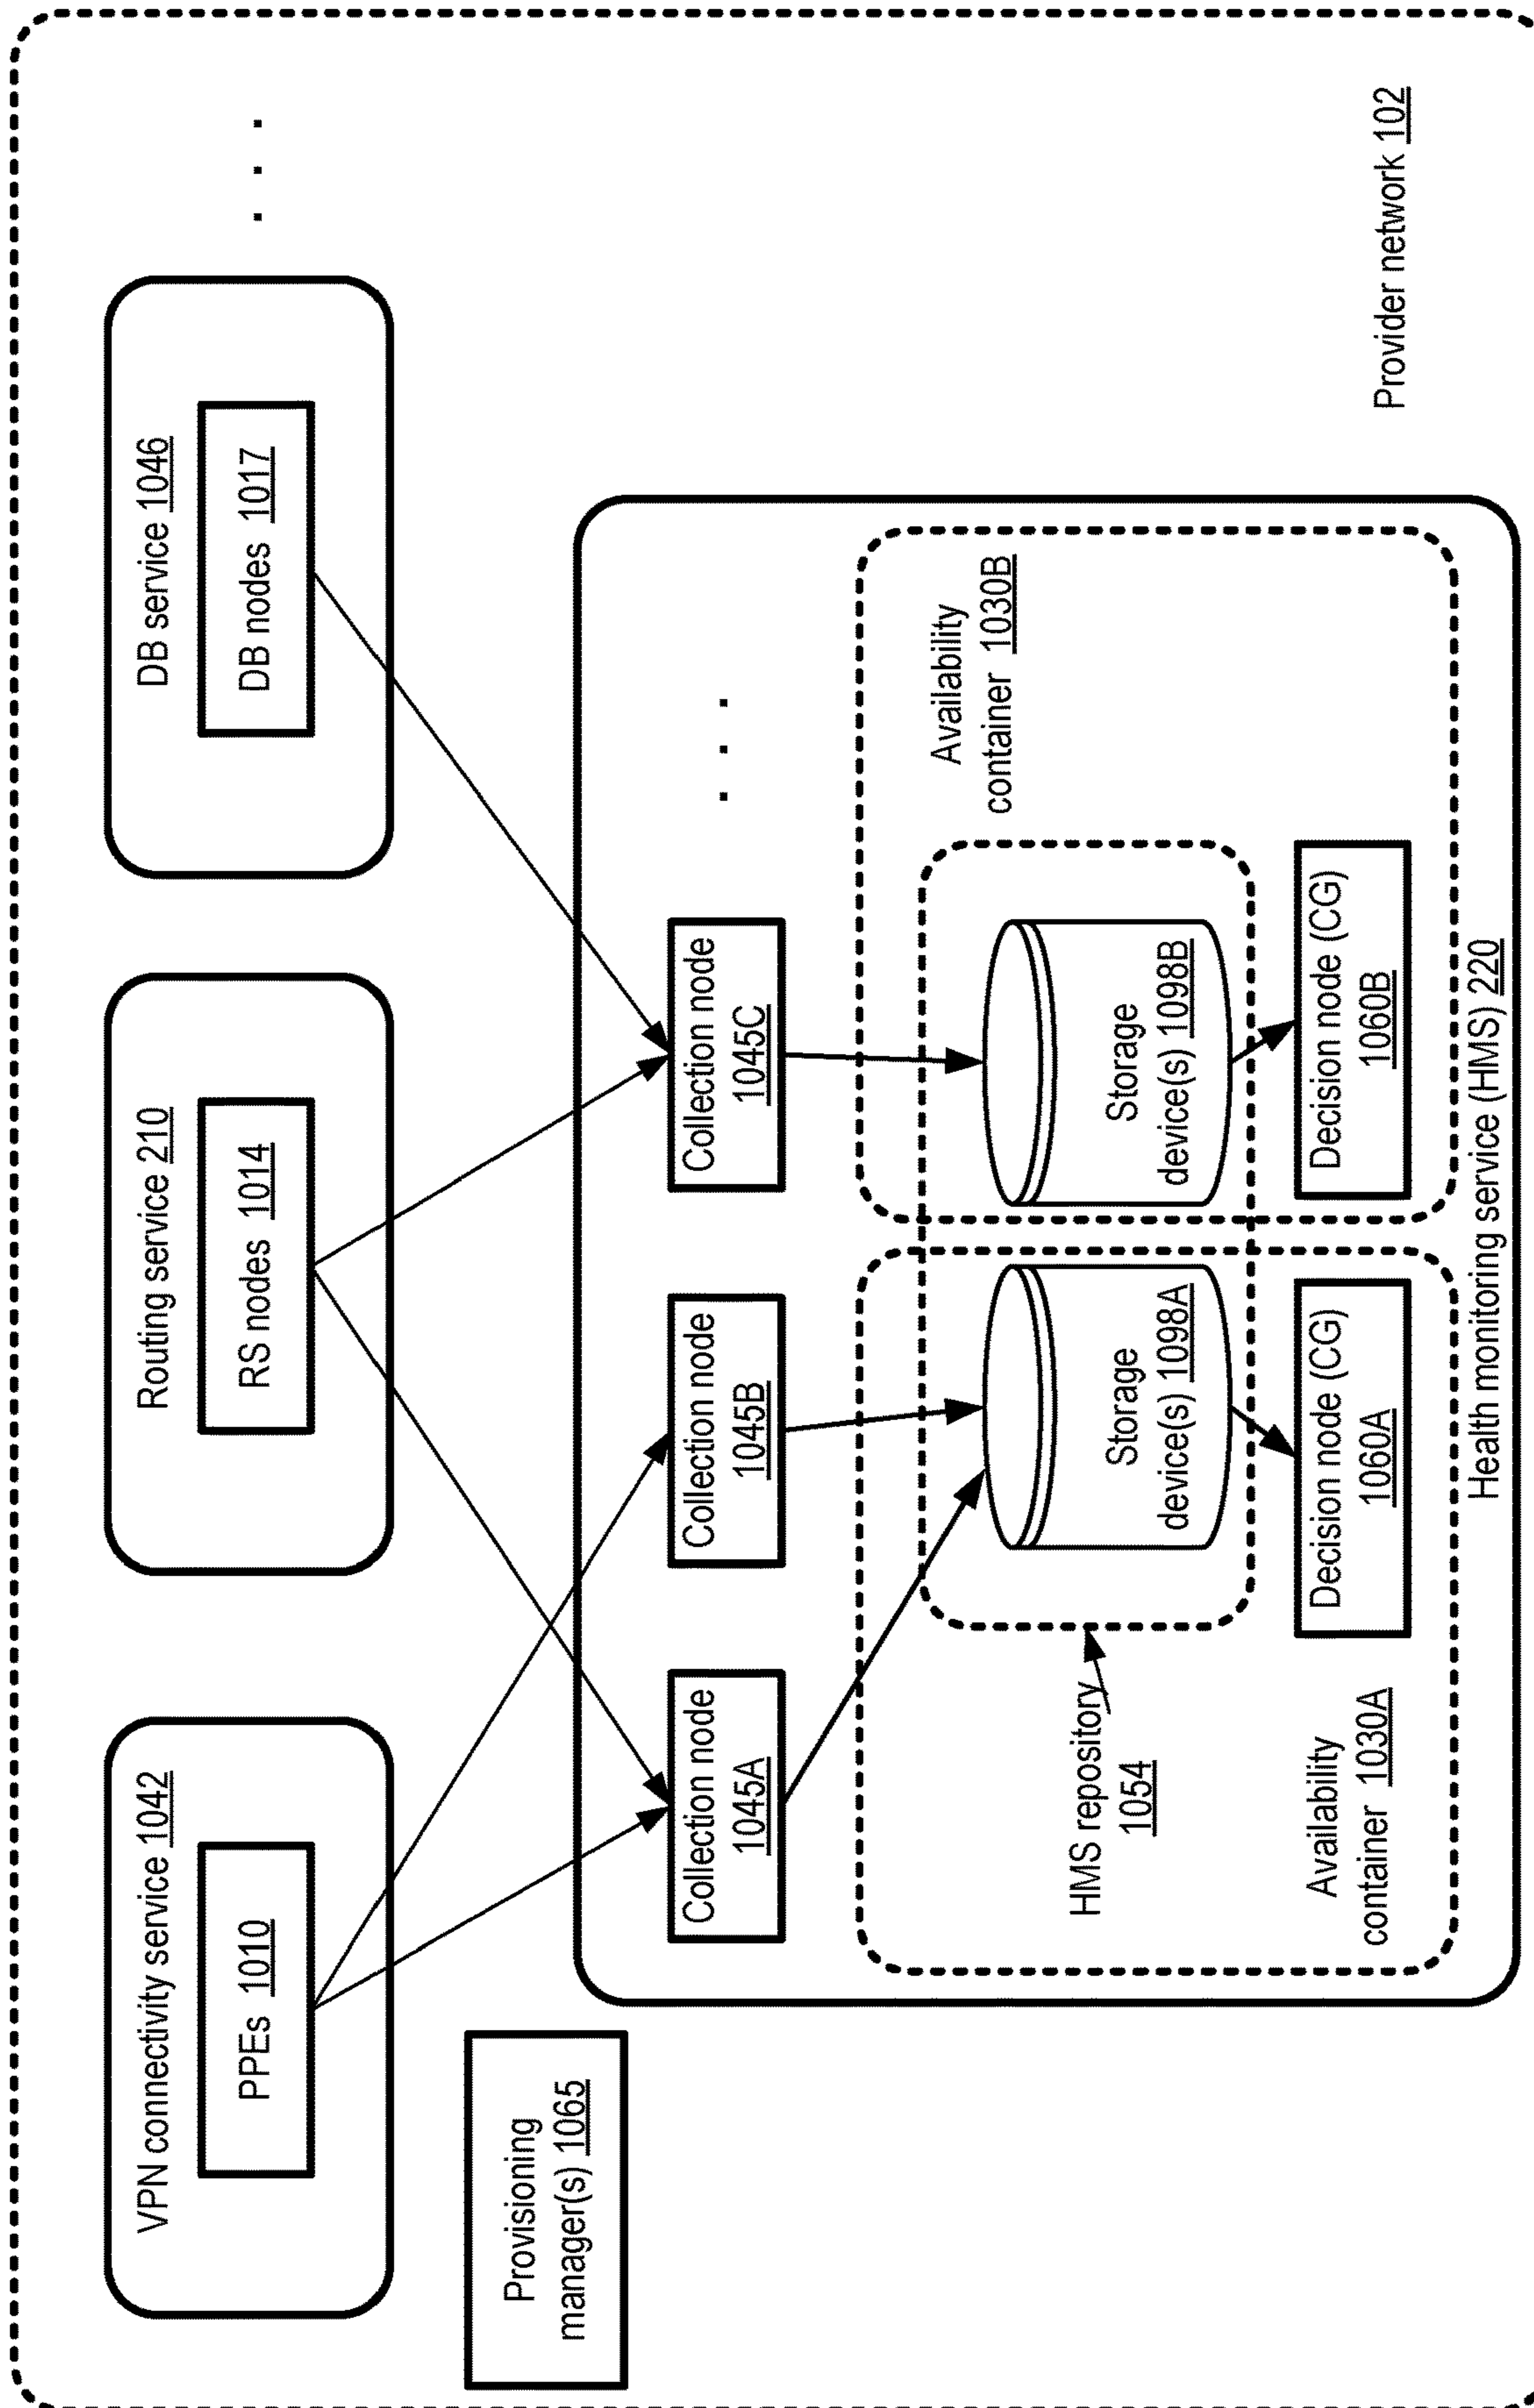 VPN connectivity service 1042
PPEs 1010
Routing service 210
RS nodes 1014
DB service 1046
DB nodes 1017
. . .
Provisioning
manager(s) 1065
Collection node
1045A
Collection node
1045B
Collection node
1045C
. . .
Availability
container 1030B
HMS repository
1054
Storage
device(s) 1098A
Storage
device(s) 1098B
Availability
container 1030A
Decision node (CG)
1060A
Decision node (CG)
1060B
Health monitoring service (HMS) 220
Provider network 102